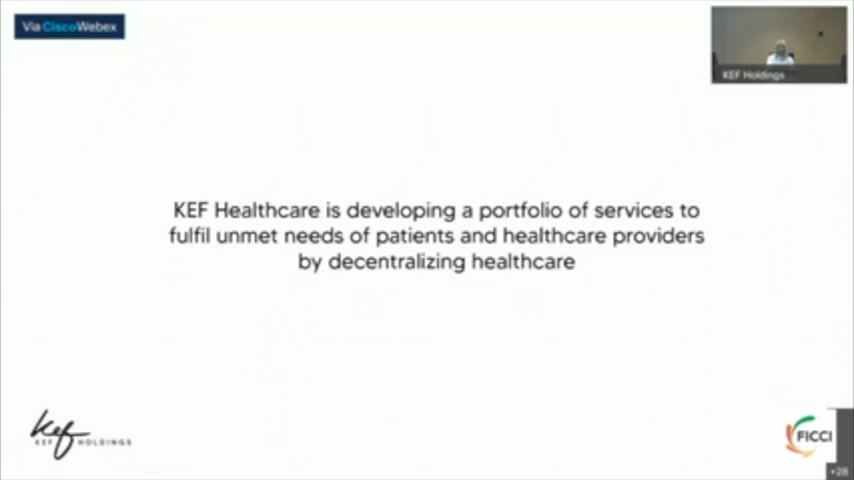 Via CiscoWebex
KEF Holdings
KEF Healthcare is developing a portfolio of services to
fulfil unmet needs of patients and healthcare providers
by decentralizing healthcare
kef
KEF HOLDINGS
FICCI
+28